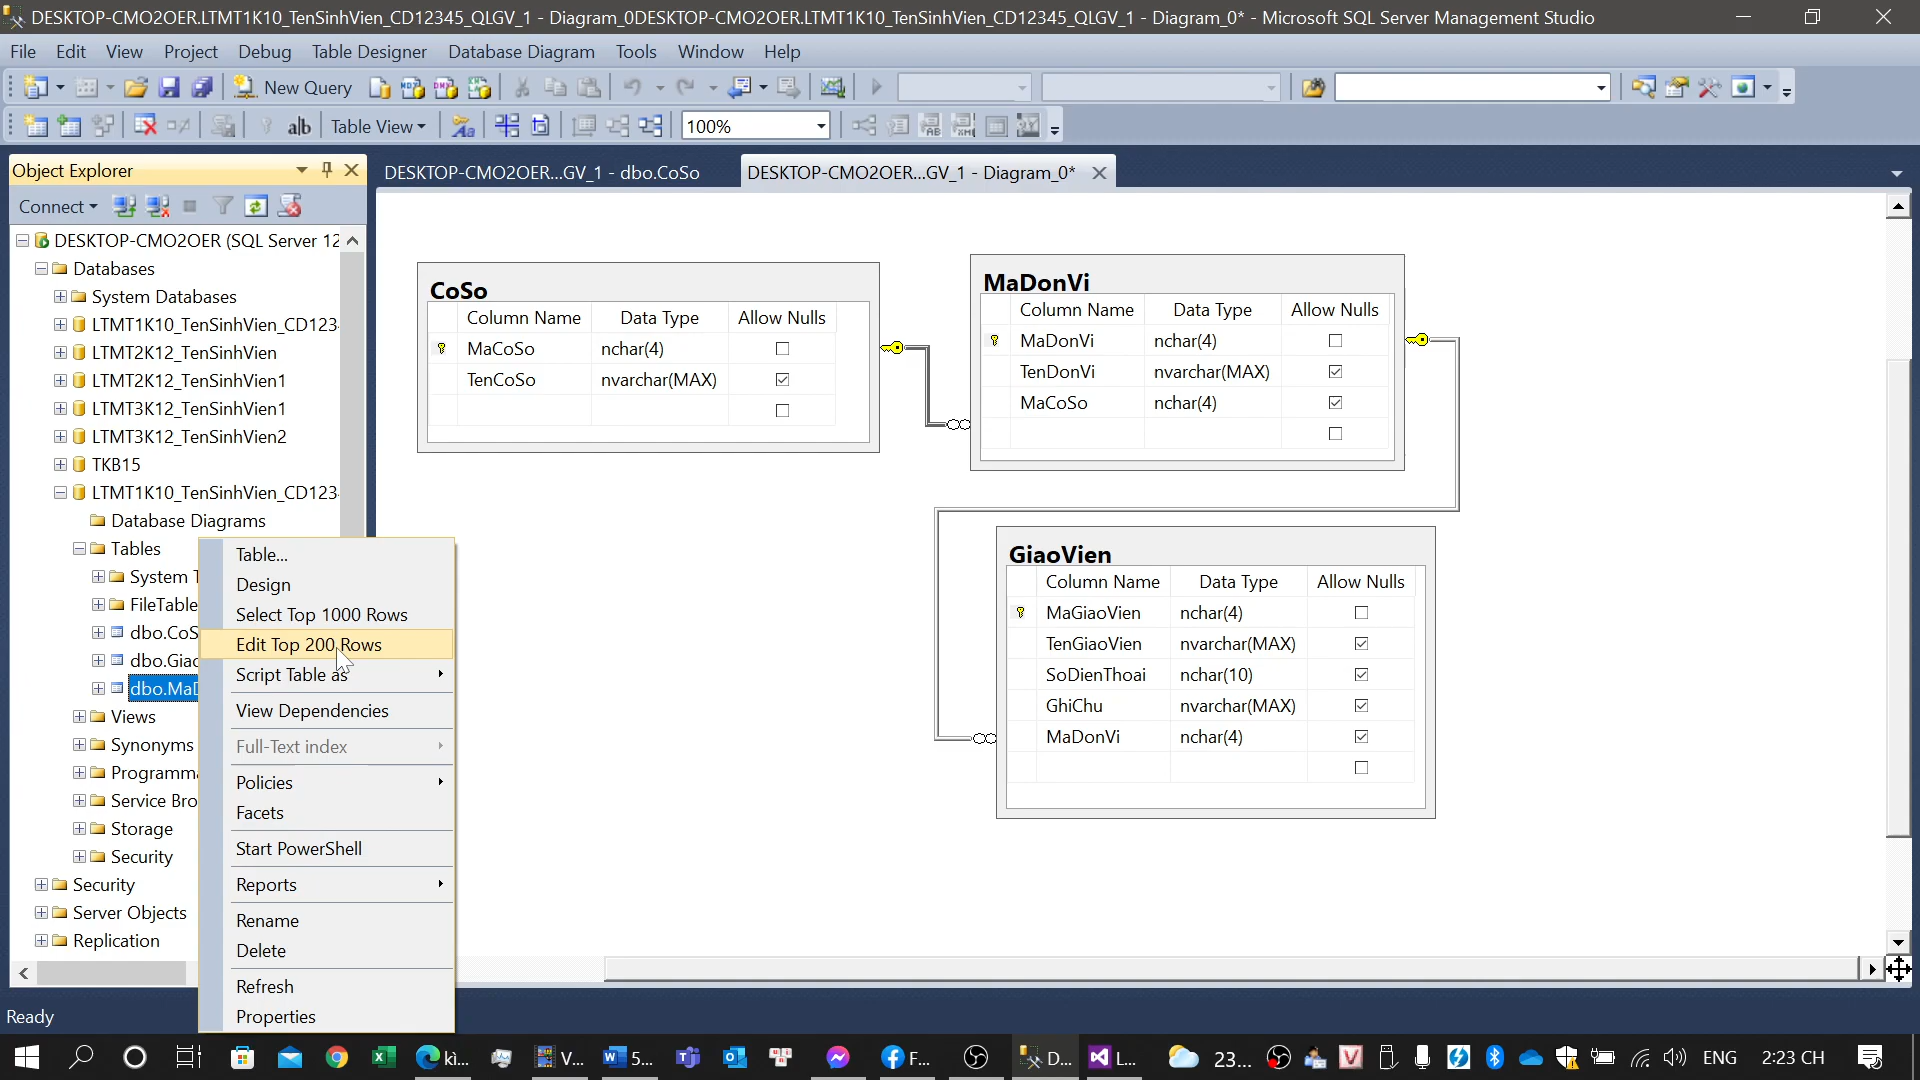 DESKTOP-CMO2OER.LTMT1K10_TenSinhVien_CD12345_QLGV_1 - Diagram_0DESKTOP-CMO2OER.LTMT1K10_TenSinhVien_CD12345_QLGV_1 - Diagram_0* - Microsoft SQL Server Management Studio
File Edit View Project Debug Table Designer Database Diagram Tools Window Help
New Query
Table View 100%
Object Explorer
DESKTOP-CMO2OER...GV_1 - dbo.CoSo
DESKTOP-CMO2OER...GV_1 - Diagram_0*
Connect
DESKTOP-CMO2OER (SQL Server 12
Databases
System Databases
LTMT1K10_TenSinhVien_CD123
LTMT2K12_TenSinhVien
LTMT2K12_TenSinhVien1
LTMT3K12_TenSinhVien1
LTMT3K12_TenSinhVien2
TKB15
LTMT1K10_TenSinhVien_CD123
Database Diagrams
Tables
System T
FileTable
dbo.CoS
dbo.Giao
dbo.MaD
Views
Synonyms
Programma
Service Bro
Storage
Security
Security
Server Objects
Replication
Table...
Design
Select Top 1000 Rows
Edit Top 200 Rows
Script Table as
View Dependencies
Full-Text index
Policies
Facets
Start PowerShell
Reports
Rename
Delete
Refresh
Properties
CoSo
Column Name Data Type Allow Nulls
MaCoSo nchar(4)
TenCoSo nvarchar(MAX)
MaDonVi
Column Name Data Type Allow Nulls
MaDonVi nchar(4)
TenDonVi nvarchar(MAX)
MaCoSo nchar(4)
GiaoVien
Column Name Data Type Allow Nulls
MaGiaoVien nchar(4)
TenGiaoVien nvarchar(MAX)
SoDienThoai nchar(10)
GhiChu nvarchar(MAX)
MaDonVi nchar(4)
Ready
kì... V... 5... F... D... L... 23... ENG 2:23 CH